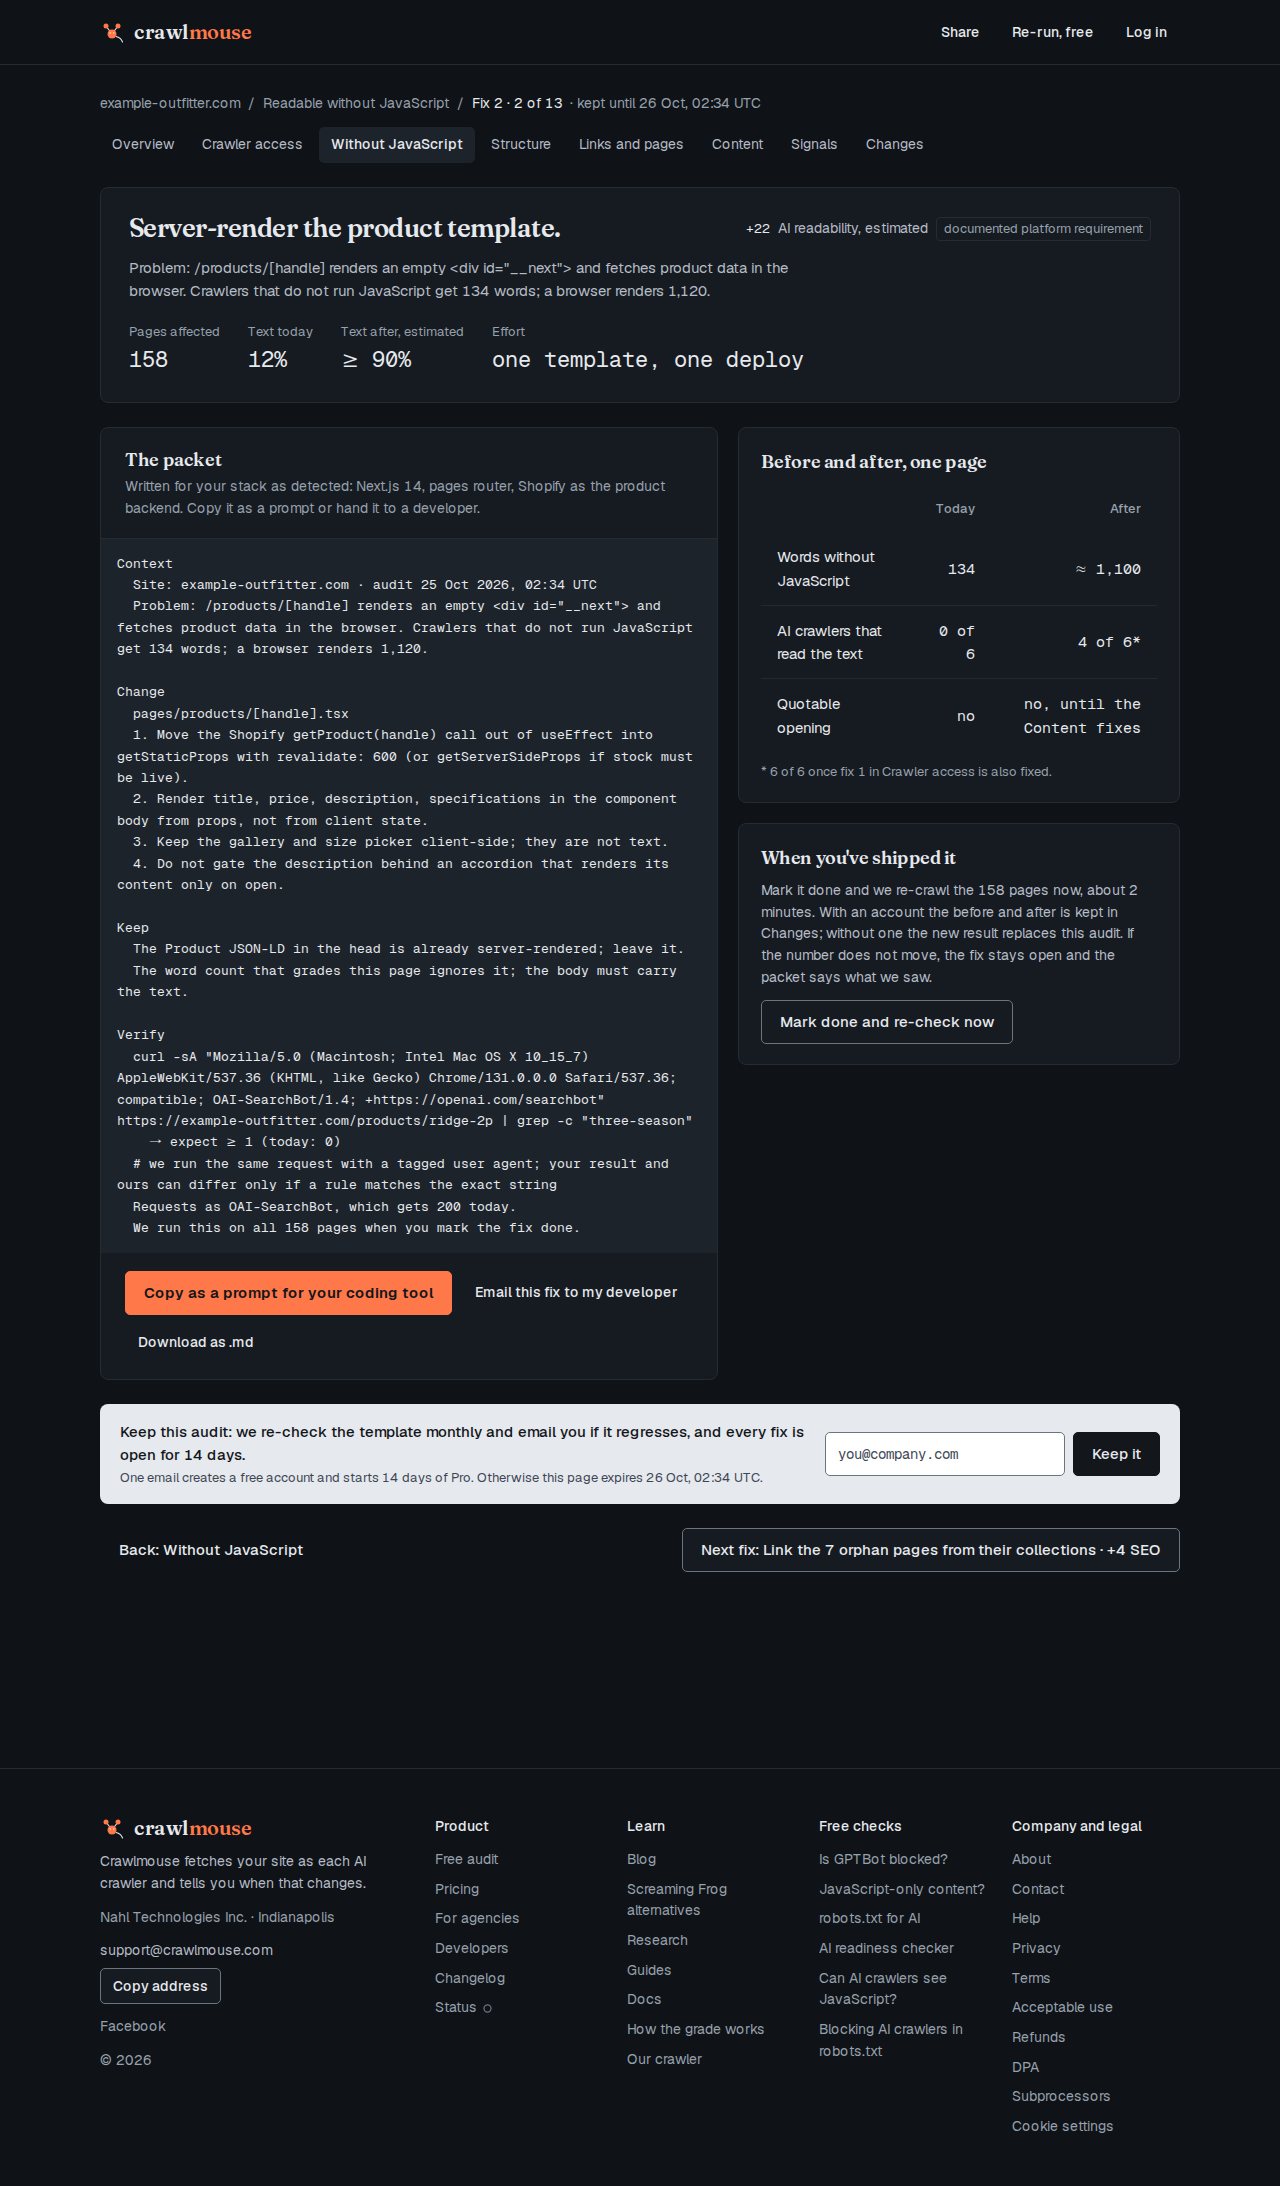 crawlmouse
Share
Re-run, free
Log in
example-outfitter.com / Readable without JavaScript / Fix 2 · 2 of 13 · kept until 26 Oct, 02:34 UTC
Overview
Crawler access
Without JavaScript
Structure
Links and pages
Content
Signals
Changes
Server-render the product template.
+22 AI readability, estimated
documented platform requirement
Problem: /products/[handle] renders an empty <div id="__next"> and fetches product data in the
browser. Crawlers that do not run JavaScript get 134 words; a browser renders 1,120.
Pages affected
158
Text today
12%
Text after, estimated
≥ 90%
Effort
one template, one deploy
The packet
Written for your stack as detected: Next.js 14, pages router, Shopify as the product
backend. Copy it as a prompt or hand it to a developer.
Context
Site: example-outfitter.com · audit 25 Oct 2026, 02:34 UTC
Problem: /products/[handle] renders an empty <div id="__next"> and
fetches product data in the browser. Crawlers that do not run JavaScript
get 134 words; a browser renders 1,120.
Change
pages/products/[handle].tsx
1. Move the Shopify getProduct(handle) call out of useEffect into
getStaticProps with revalidate: 600 (or getServerSideProps if stock must
be live).
2. Render title, price, description, specifications in the component
body from props, not from client state.
3. Keep the gallery and size picker client-side; they are not text.
4. Do not gate the description behind an accordion that renders its
content only on open.
Keep
The Product JSON-LD in the head is already server-rendered; leave it.
The word count that grades this page ignores it; the body must carry
the text.
Verify
curl -sA "Mozilla/5.0 (Macintosh; Intel Mac OS X 10_15_7)
AppleWebKit/537.36 (KHTML, like Gecko) Chrome/131.0.0.0 Safari/537.36;
compatible; OAI-SearchBot/1.4; +https://openai.com/searchbot"
https://example-outfitter.com/products/ridge-2p | grep -c "three-season"
→ expect ≥ 1 (today: 0)
# we run the same request with a tagged user agent; your result and
ours can differ only if a rule matches the exact string
Requests as OAI-SearchBot, which gets 200 today.
We run this on all 158 pages when you mark the fix done.
Copy as a prompt for your coding tool
Email this fix to my developer
Download as .md
Before and after, one page
Today
After
Words without
JavaScript
134
≈ 1,100
AI crawlers that
read the text
0 of
6
4 of 6*
Quotable
opening
no
no, until the
Content fixes
* 6 of 6 once fix 1 in Crawler access is also fixed.
When you've shipped it
Mark it done and we re-crawl the 158 pages now, about 2
minutes. With an account the before and after is kept in
Changes; without one the new result replaces this audit. If
the number does not move, the fix stays open and the
packet says what we saw.
Mark done and re-check now
Keep this audit: we re-check the template monthly and email you if it regresses, and every fix is
open for 14 days.
One email creates a free account and starts 14 days of Pro. Otherwise this page expires 26 Oct, 02:34 UTC.
you@company.com
Keep it
Back: Without JavaScript
Next fix: Link the 7 orphan pages from their collections · +4 SEO
crawlmouse
Crawlmouse fetches your site as each AI
crawler and tells you when that changes.
Nahl Technologies Inc. · Indianapolis
support@crawlmouse.com
Copy address
Facebook
© 2026
Product
Free audit
Pricing
For agencies
Developers
Changelog
Status
Learn
Blog
Screaming Frog
alternatives
Research
Guides
Docs
How the grade works
Our crawler
Free checks
Is GPTBot blocked?
JavaScript-only content?
robots.txt for AI
AI readiness checker
Can AI crawlers see
JavaScript?
Blocking AI crawlers in
robots.txt
Company and legal
About
Contact
Help
Privacy
Terms
Acceptable use
Refunds
DPA
Subprocessors
Cookie settings